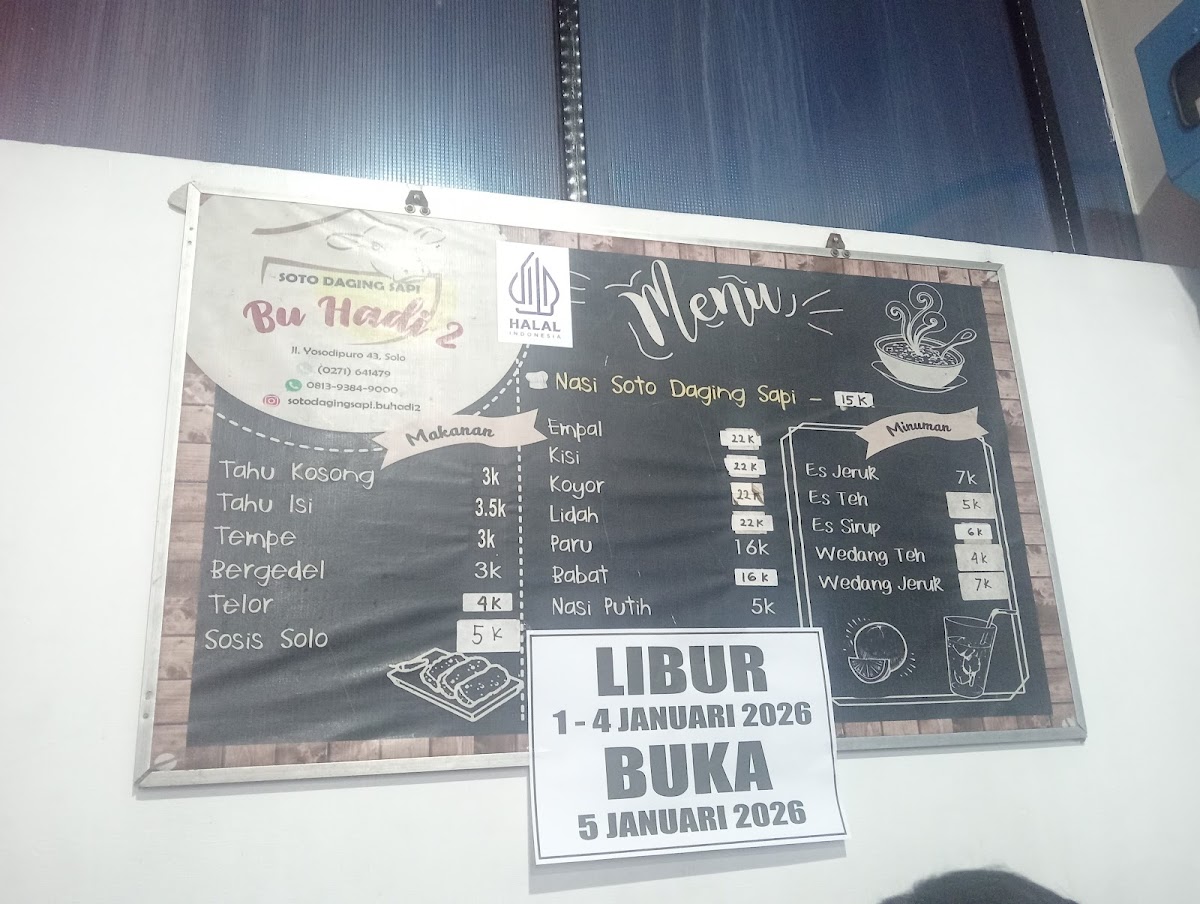 SOTO DAGING SAPI
Bu Hadi 2
Jl. Yosodipuro 43, Solo
(0271) 641479
0813-9384-9000
sotodagingsapi.buhadi2
HALAL
INDONESIA
Menu
Nasi Soto Daging Sapi - 15K
Makanan
Tahu Kosong 3k
Tahu Isi 3.5k
Tempe 3k
Bergedel 3K
Telor 4K
Sosis Solo 5K
Empal 22K
Kisi 22K
Koyor 22K
Lidah 22K
Paru 16k
Babat 16K
Nasi Putih 5k
Minuman
Es Jeruk 7k
Es Teh 5K
Es Sirup 6K
Wedang Teh 4K
Wedang Jeruk 7K
LIBUR
1 - 4 JANUARI 2026
BUKA
5 JANUARI 2026